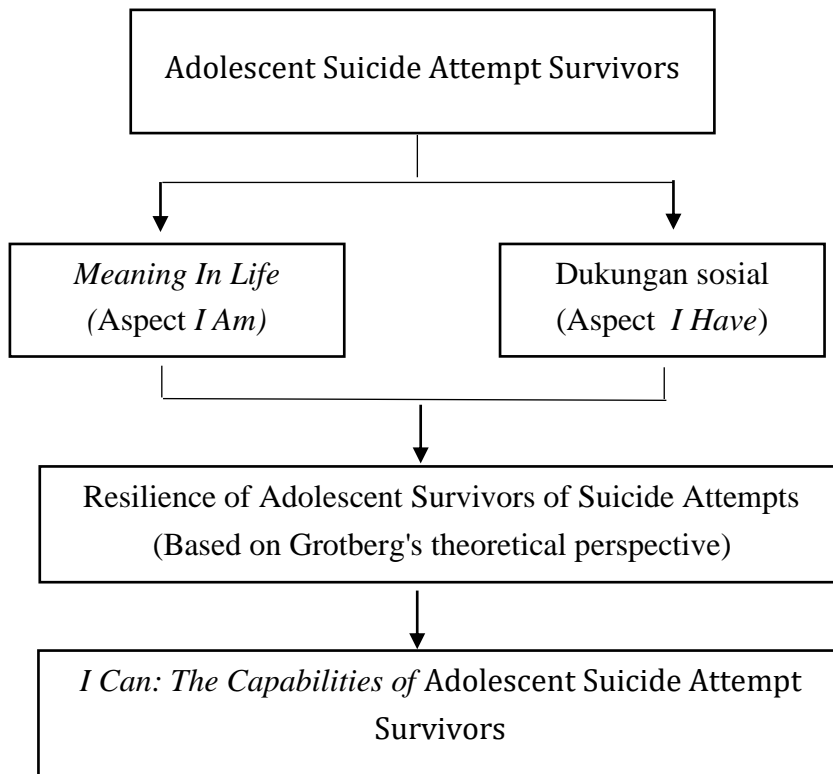 Adolescent Suicide Attempt Survivors
Meaning In Life
(Aspect I Am)
Dukungan sosial
(Aspect I Have)
Resilience of Adolescent Survivors of Suicide Attempts
(Based on Grotberg's theoretical perspective)
I Can: The Capabilities of Adolescent Suicide Attempt
Survivors